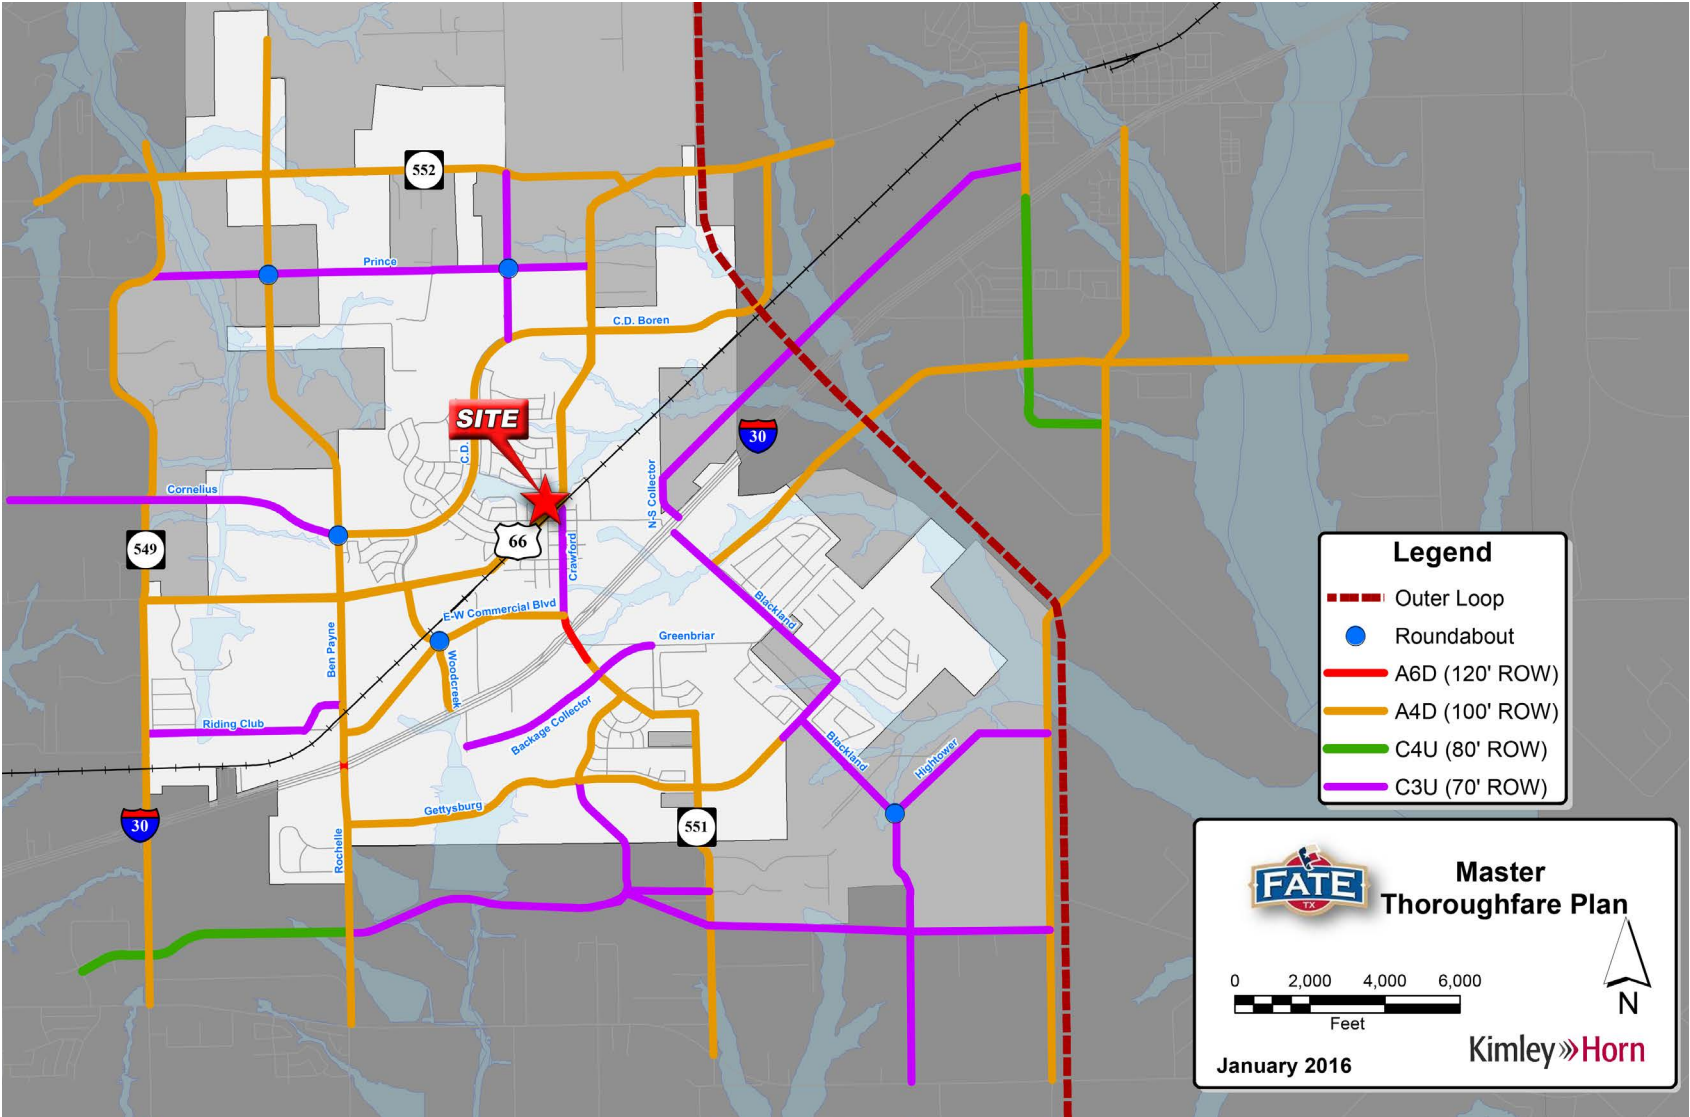 552
Prince
C.D. Boren
SITE
C.D.
30
N-S Collector
Cornelius
549
66
Crawford
E-W Commercial Blvd
Blackland
Greenbriar
Ben Payne
Woodcreek
Riding Club
Backage Collector
Blackland
Hightower
Gettysburg
30
551
Rochelle
Legend
Outer Loop
Roundabout
A6D (120' ROW)
A4D (100' ROW)
C4U (80' ROW)
C3U (70' ROW)
FATE
TX
Master
Thoroughfare Plan
0 2,000 4,000 6,000
Feet
N
Kimley»Horn
January 2016